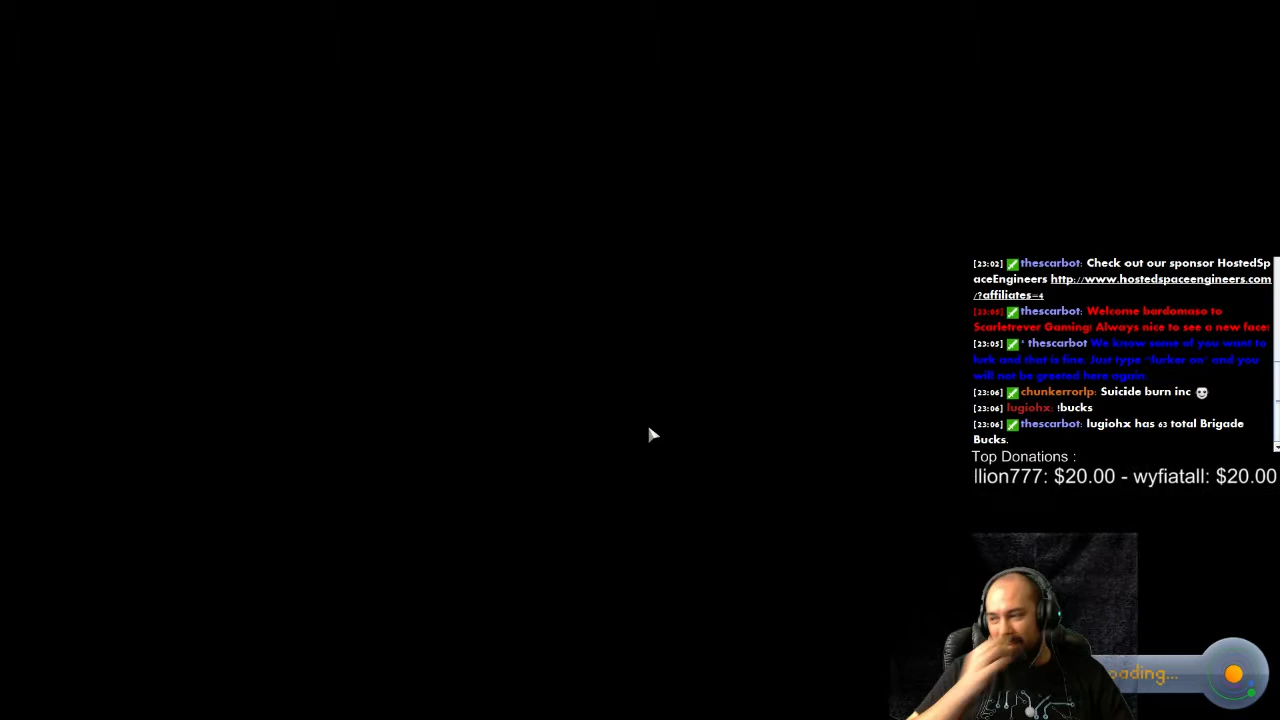 [23:02] thescarbot: Check out our sponsor HostedSp
aceEngineers http://www.hostedspaceengineers.com
/?affiliates=4
[23:05] thescarbot: Welcome bardomaso to
Scarletrever Gaming! Always nice to see a new face!
[23:05] * thescarbot We know some of you want to
lurk and that is fine. Just type "lurker on" and you
will not be greeted here again.
[23:06] chunkerrorlp: Suicide burn inc
[23:06] lugiohx: !bucks
[23:06] thescarbot: lugiohx has 63 total Brigade
Bucks.
Top Donations :
llion777: $20.00 - wyfiatall: $20.00
oading...